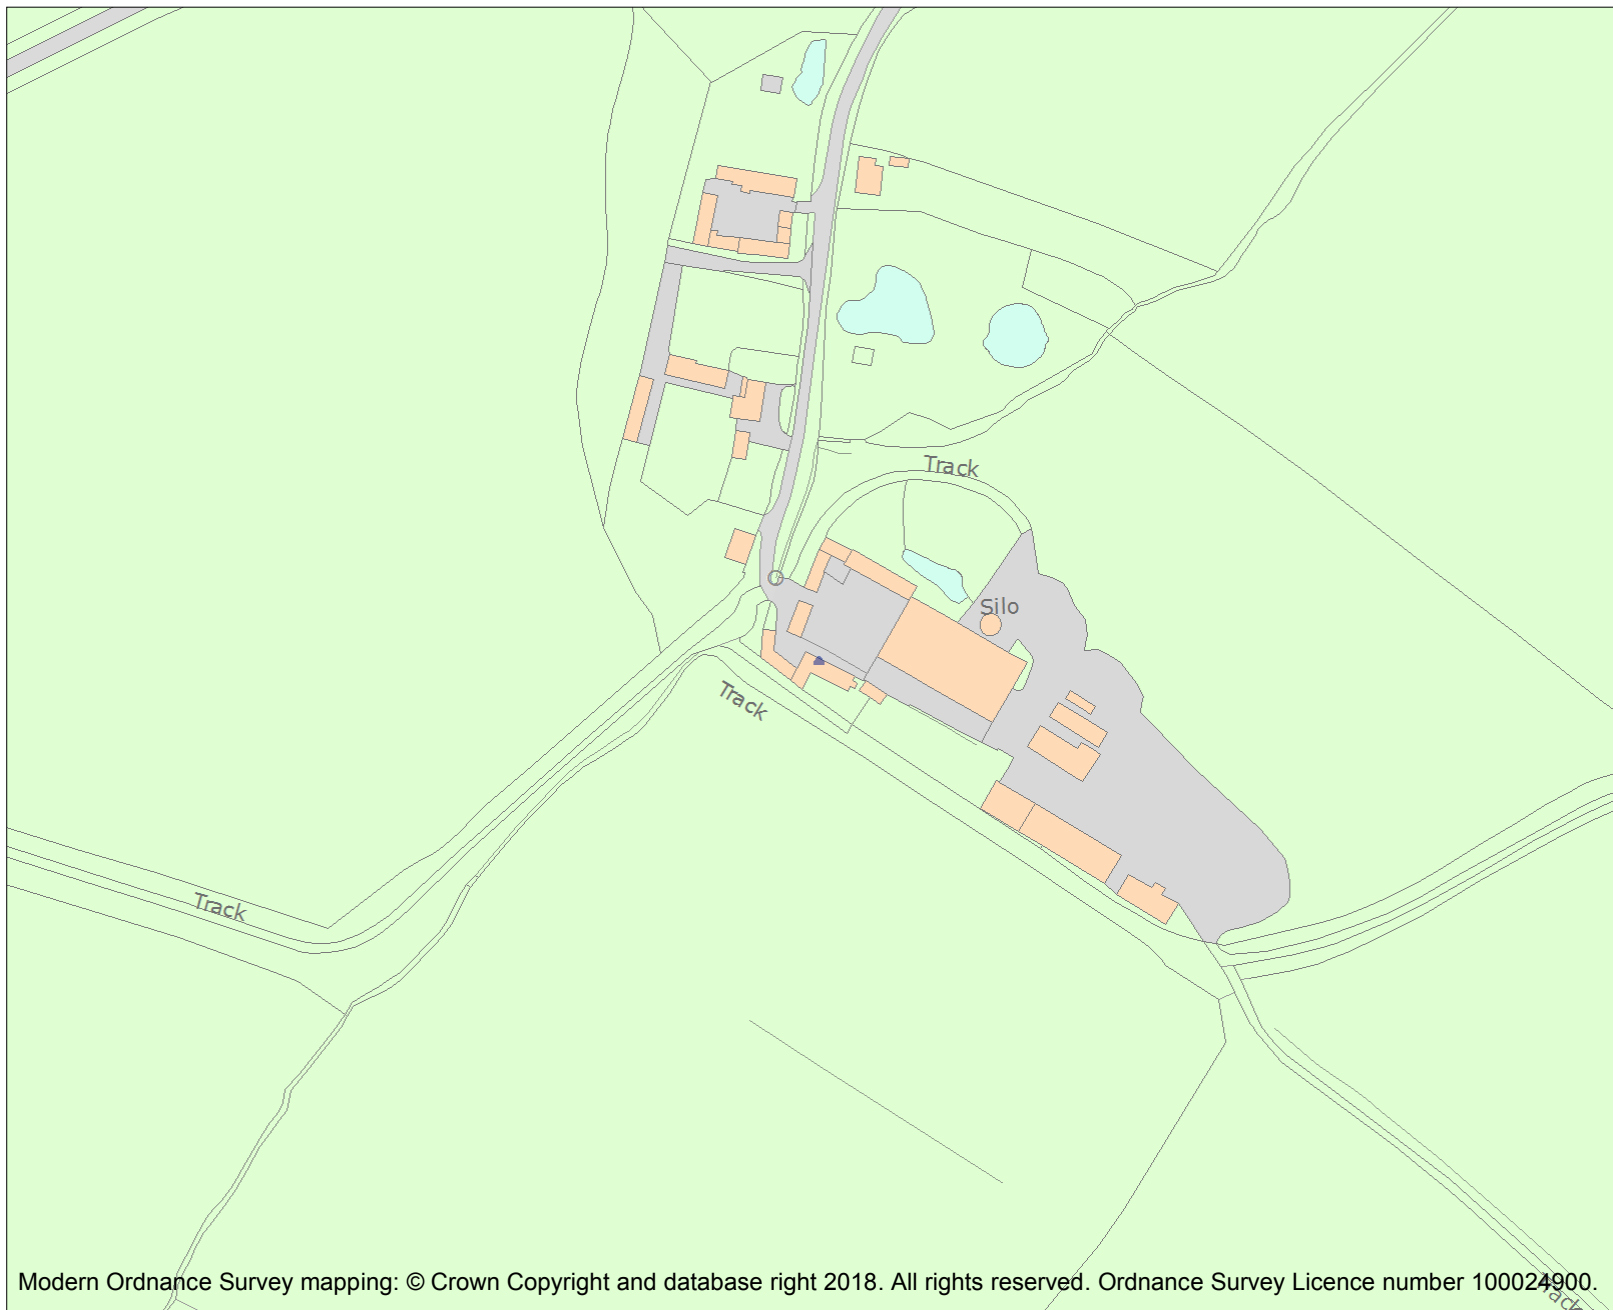 Track
Silo
Track
Track
Modern Ordnance Survey mapping: © Crown Copyright and database right 2018. All rights reserved. Ordnance Survey Licence number 100024900.
Track